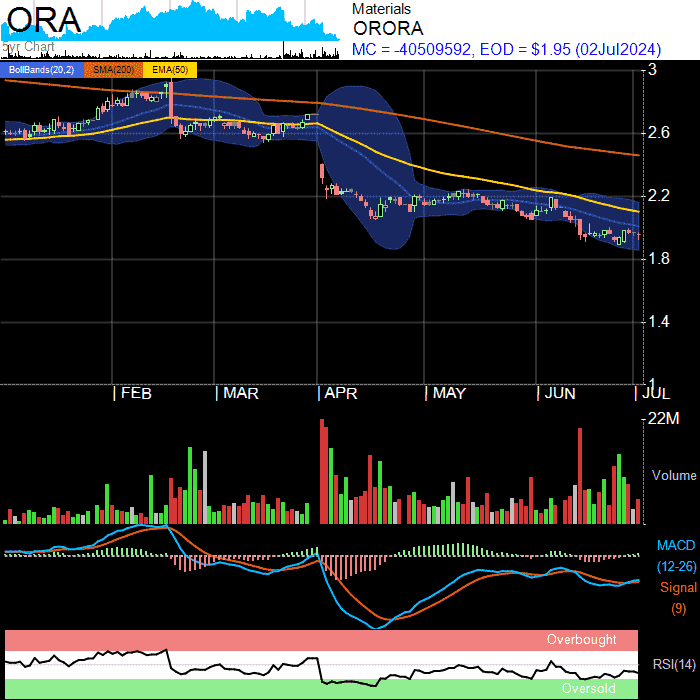 ORA
5yr Chart
Materials
ORORA
MC = -40509592, EOD = $1.95 (02Jul2024)
BollBands(20,2) SMA(200) EMA(50)
3
2.6
2.2
1.8
1.4
1
FEB MAR APR MAY JUN JUL
22M
Volume
MACD
(12-26)
Signal
(9)
Overbought
RSI(14)
Oversold